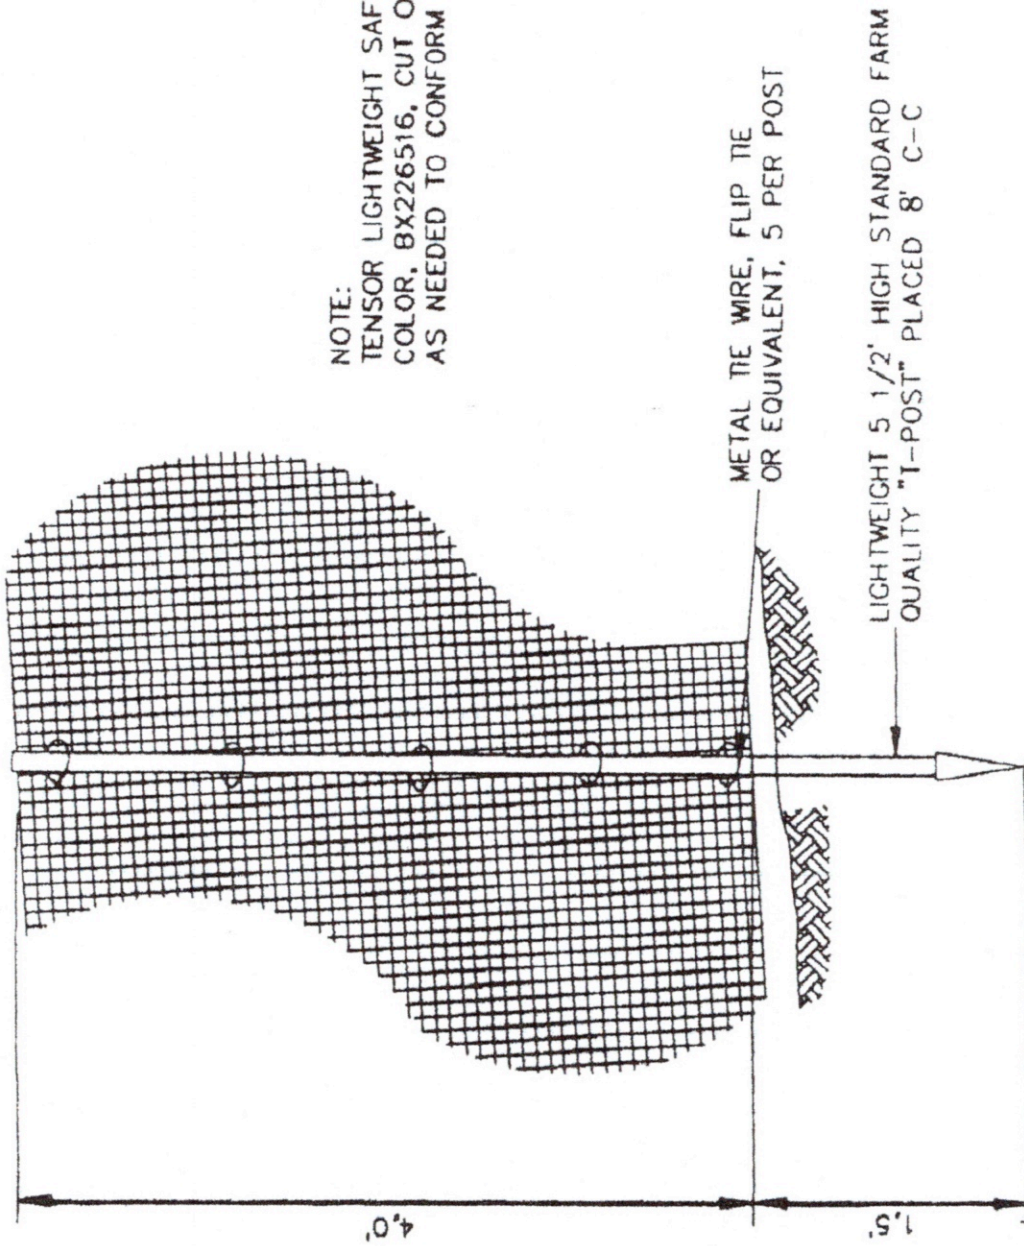 NOTE:
TENSOR LIGHTWEIGHT SAF
COLOR, BX226516, CUT O
AS NEEDED TO CONFORM
METAL TIE WIRE, FLIP TIE
OR EQUIVALENT, 5 PER POST
LIGHTWEIGHT 5 1/2' HIGH STANDARD FARM
QUALITY "T-POST" PLACED 8' C-C
4.0'
1.5'